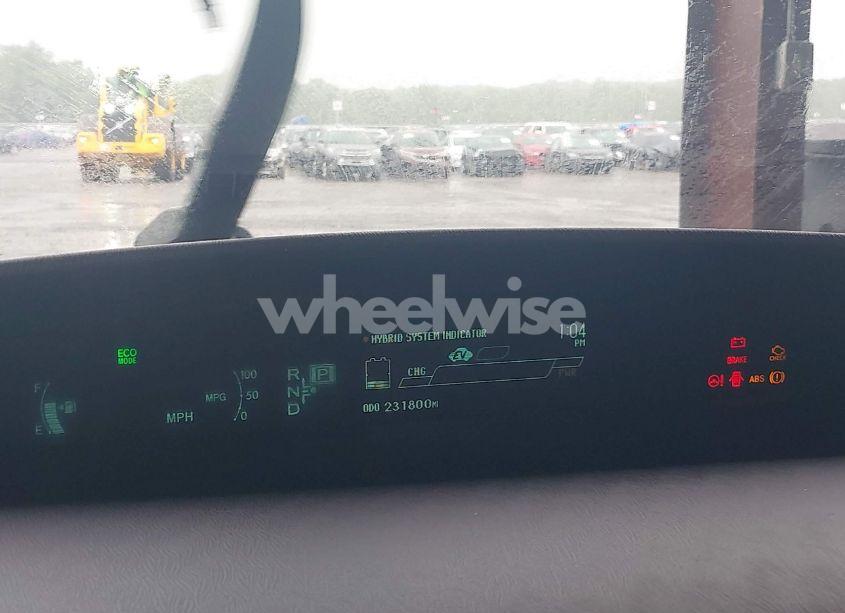 wheelwise
HYBRID SYSTEM INDICATOR
1:04
PM
ECO
MODE
EV
CHG
PWR
ODO 231800MI
F
E
MPH
MPG
100
50
0
R
N
D
P
F
BRAKE
CHECK
ABS